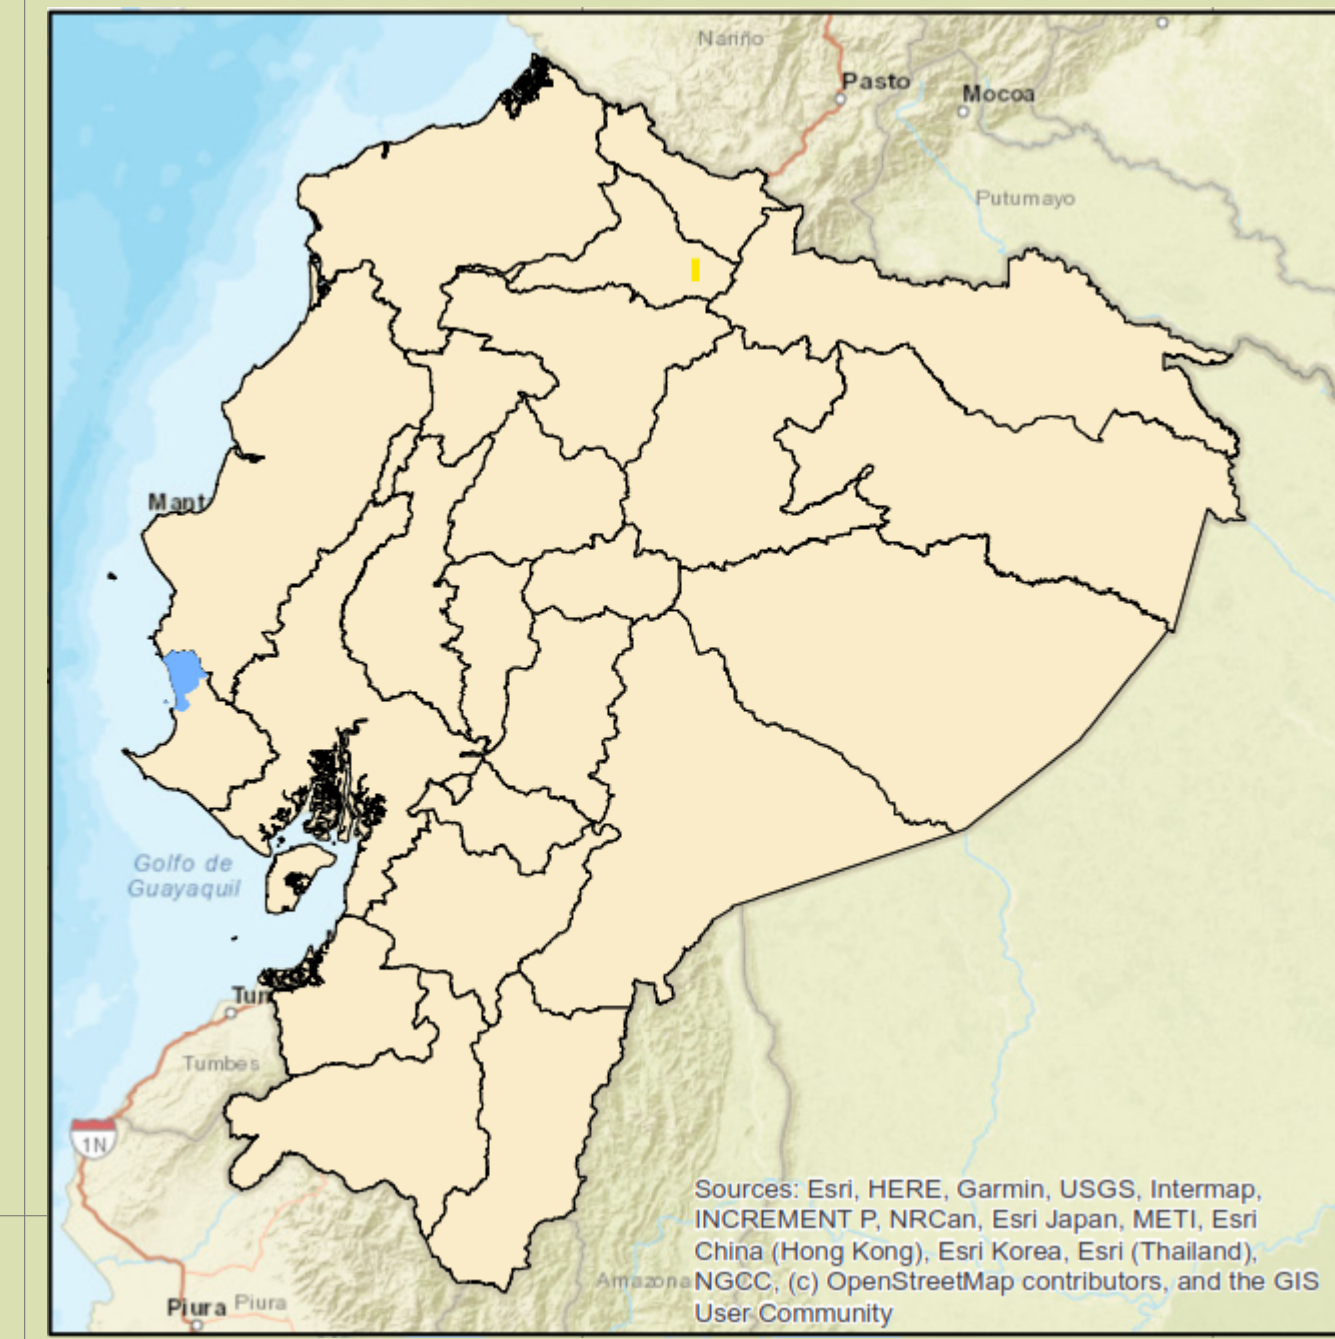 Nariño
Pasto
Mocoa
Putumayo
Mant
Golfo de
Guayaquil
Tun
Tumbes
1N
Sources: Esri, HERE, Garmin, USGS, Intermap,
INCREMENT P, NRCan, Esri Japan, METI, Esri
China (Hong Kong), Esri Korea, Esri (Thailand),
Amazona NGCC, (c) OpenStreetMap contributors, and the GIS
User Community
Piura Piura